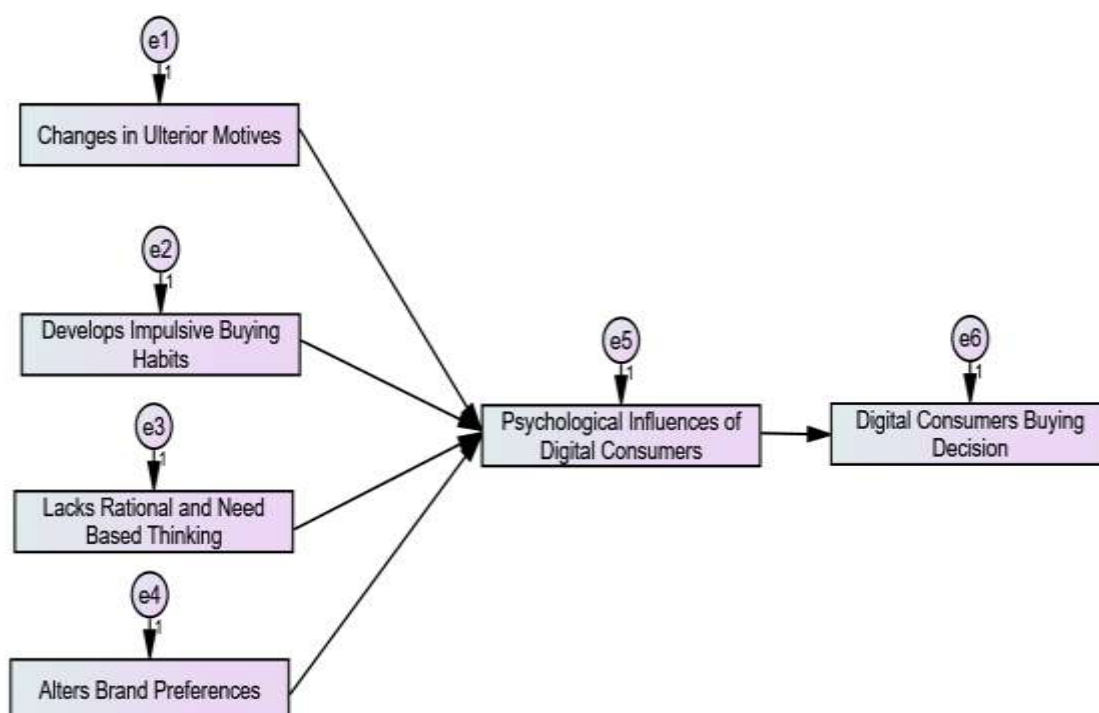 e1
1
Changes in Ulterior Motives
e2
1
Develops Impulsive Buying
Habits
e3
1
Lacks Rational and Need
Based Thinking
e4
1
Alters Brand Preferences
e5
1
Psychological Influences of
Digital Consumers
e6
1
Digital Consumers Buying
Decision